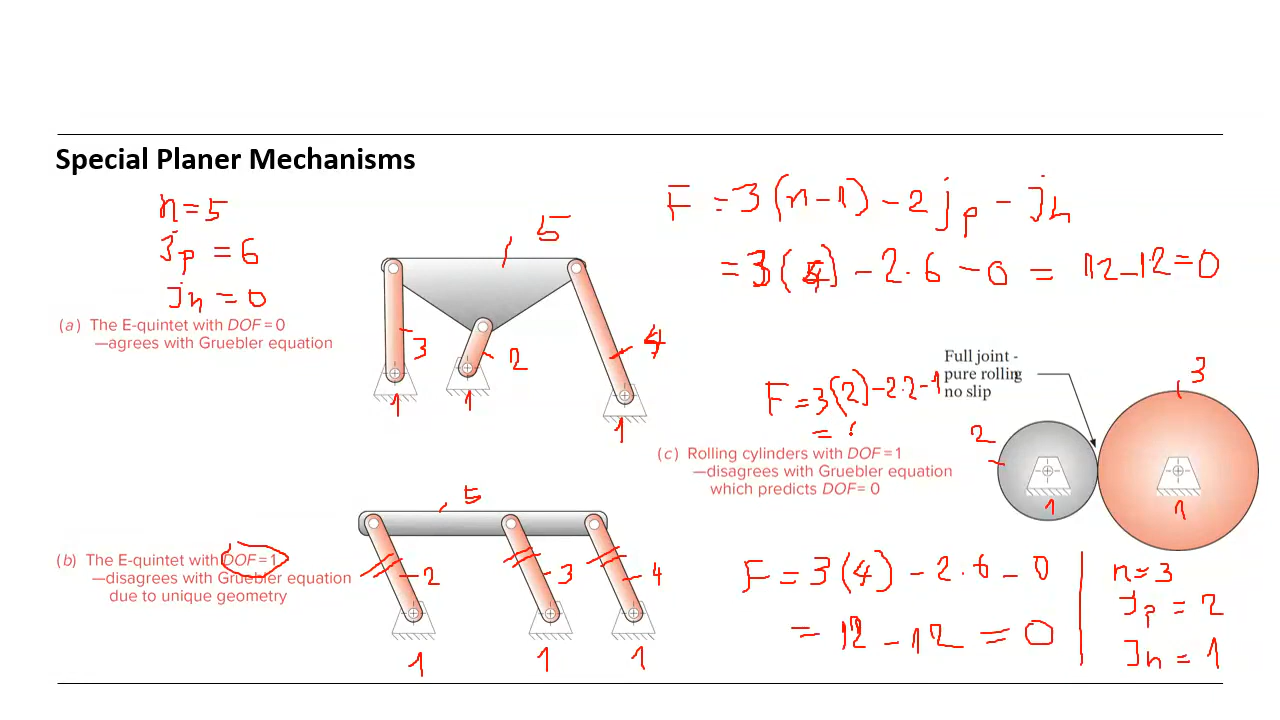 Special Planer Mechanisms
n = 5
jp = 6
jh = 0
(a) The E-quintet with DOF = 0
—agrees with Gruebler equation
5
3
2
4
1
1
1
F = 3(n-1) - 2jp - jh
= 3(4) - 2·6 - 0 = 12-12=0
F = 3(2)-2·2-1
=
(c) Rolling cylinders with DOF = 1
—disagrees with Gruebler equation
which predicts DOF = 0
Full joint -
pure rolling
no slip
2
3
1
1
(b) The E-quintet with DOF = 1
—disagrees with Gruebler equation
due to unique geometry
5
2
3
4
1
1
1
F = 3(4) - 2·6 - 0
= 12 - 12 = 0
n = 3
Jp = 2
Jh = 1